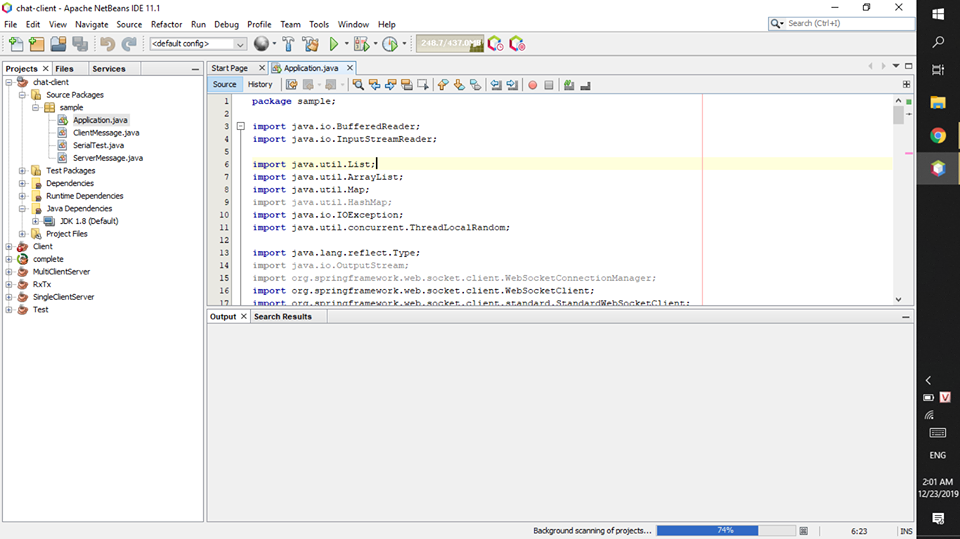 chat-client - Apache NetBeans IDE 11.1
File Edit View Navigate Source Refactor Run Debug Profile Team Tools Window Help
Search (Ctrl+I)
<default config>
248.7/437.0MB
Projects Files Services
chat-client
Source Packages
sample
Application.java
ClientMessage.java
SerialTest.java
ServerMessage.java
Test Packages
Dependencies
Runtime Dependencies
Java Dependencies
JDK 1.8 (Default)
Project Files
Client
complete
MultiClientServer
RxTx
SingleClientServer
Test
Start Page Application.java
Source History
1 package sample;
2
3 import java.io.BufferedReader;
4 import java.io.InputStreamReader;
5
6 import java.util.List;
7 import java.util.ArrayList;
8 import java.util.Map;
9 import java.util.HashMap;
10 import java.io.IOException;
11 import java.util.concurrent.ThreadLocalRandom;
12
13 import java.lang.reflect.Type;
14 import java.io.OutputStream;
15 import org.springframework.web.socket.client.WebSocketConnectionManager;
16 import org.springframework.web.socket.client.WebSocketClient;
17 import org.springframework.web.socket.client.standard.StandardWebSocketClient;
Output Search Results
Background scanning of projects... 74% 6:23 INS
V
ENG
2:01 AM
12/23/2019